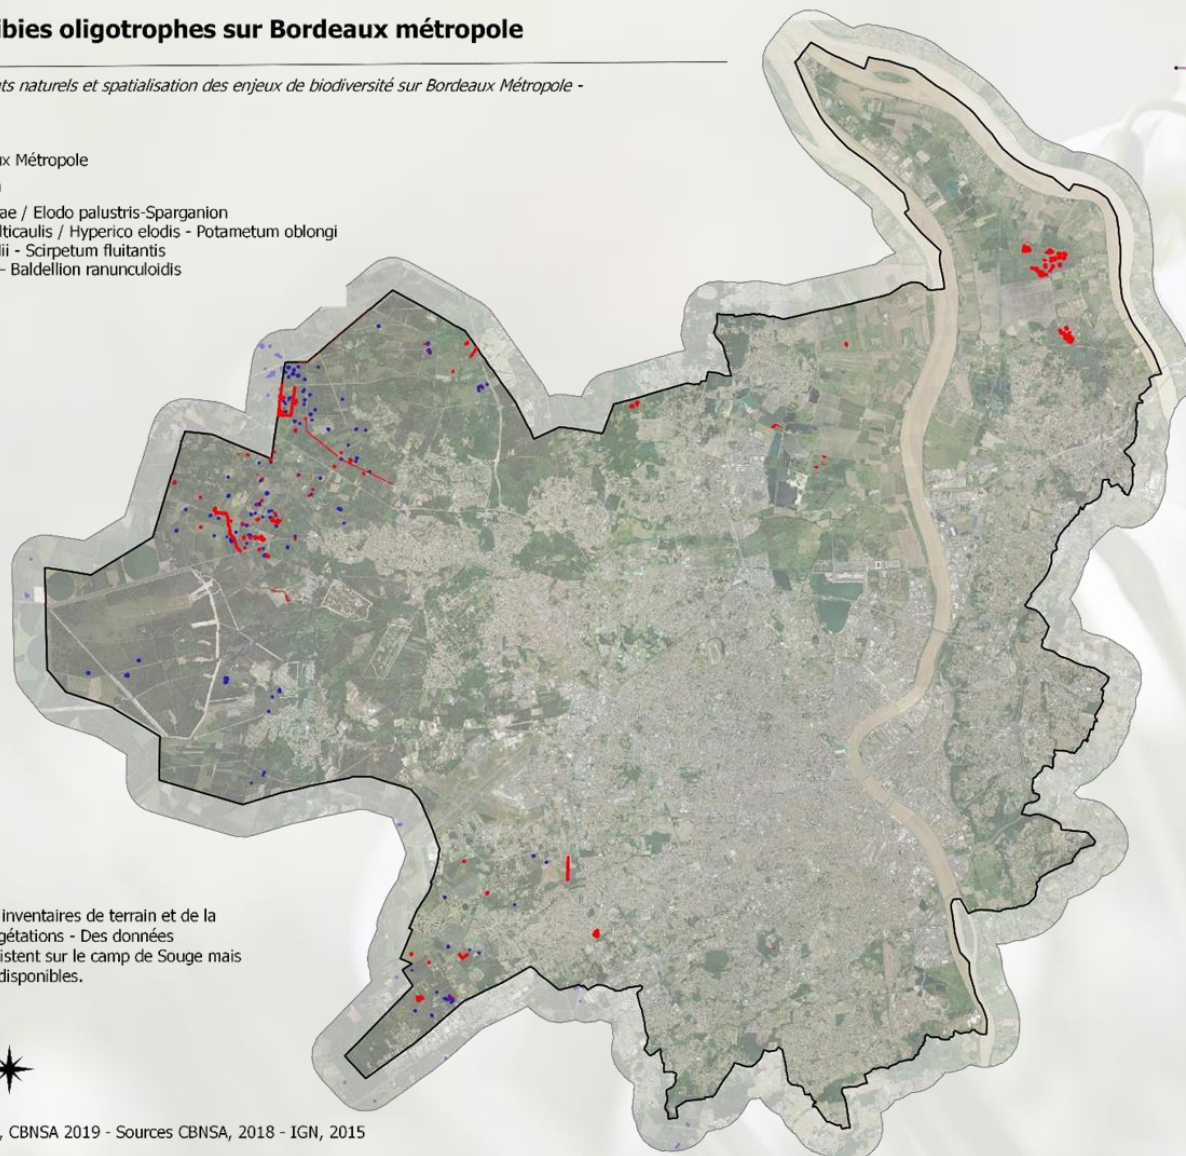 ibies oligotrophes sur Bordeaux métropole
ts naturels et spatialisation des enjeux de biodiversité sur Bordeaux Métropole -
x Métropole
ae / Elodo palustris-Sparganion
lticaulis / Hyperico elodis - Potametum oblongi
lii - Scirpetum fluitantis
– Baldellion ranunculoidis
inventaires de terrain et de la
gétations - Des données
istent sur le camp de Souge mais
disponibles.
, CBNSA 2019 - Sources CBNSA, 2018 - IGN, 2015